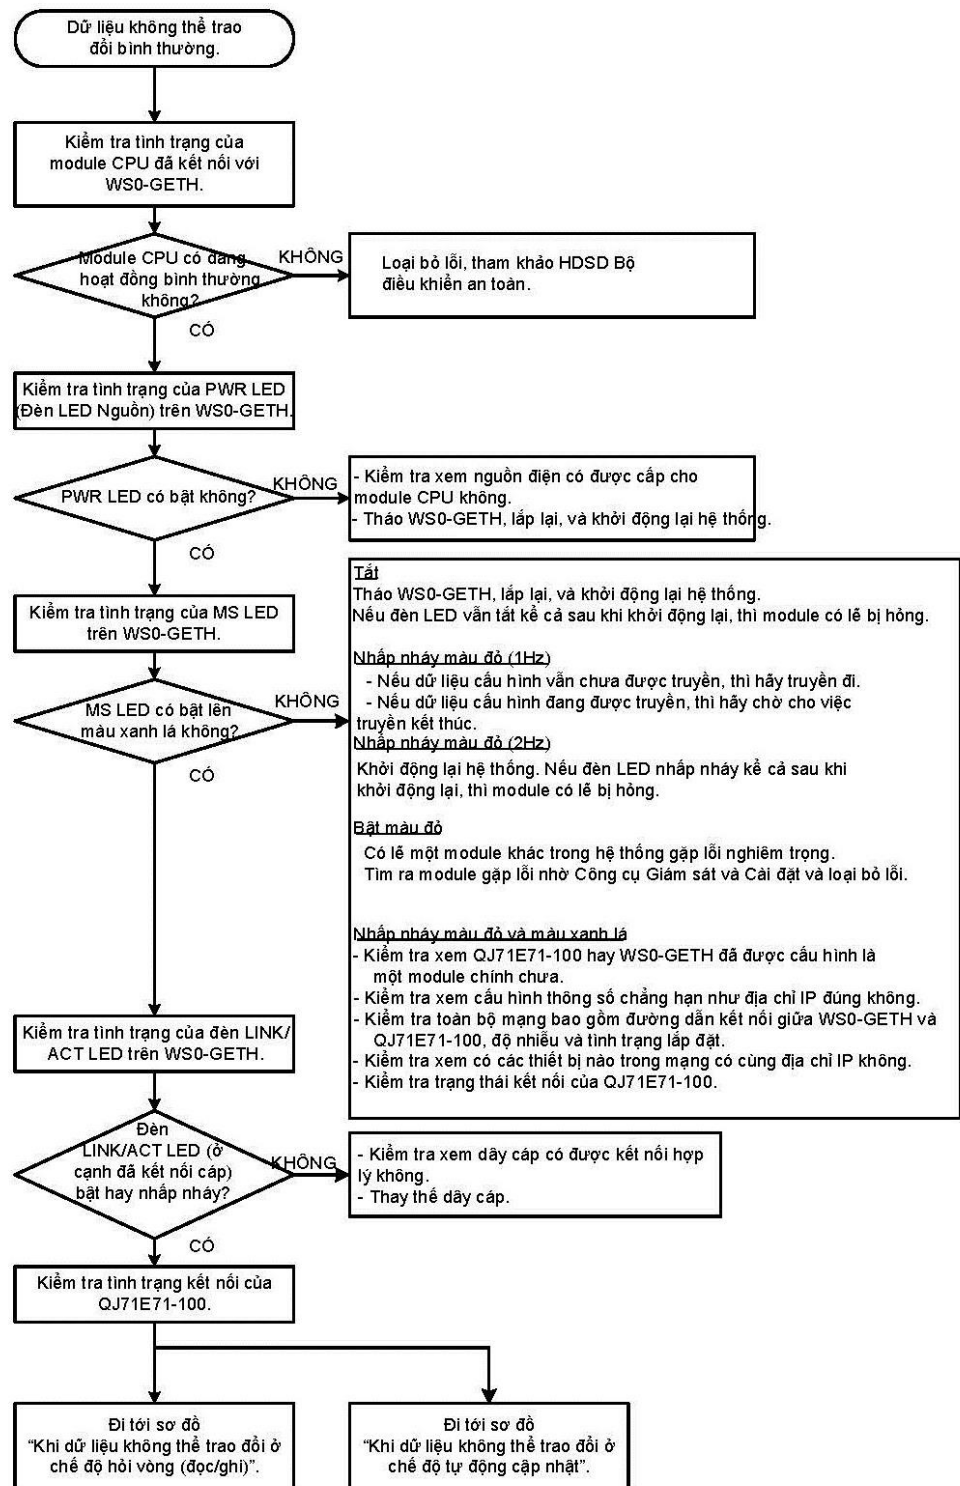 Dữ liệu không thể trao
đổi bình thường.
Kiểm tra tình trạng của
module CPU đã kết nối với
WS0-GETH.
Module CPU có đang
hoạt đồng bình thường
không?
KHÔNG
Loại bỏ lỗi, tham khảo HDSD Bộ
điều khiển an toàn.
CÓ
Kiểm tra tình trạng của PWR LED
(Đèn LED Nguồn) trên WS0-GETH.
PWR LED có bật không?
KHÔNG
- Kiểm tra xem nguồn điện có được cấp cho
module CPU không.
- Tháo WS0-GETH, lắp lại, và khởi động lại hệ thống.
CÓ
Kiểm tra tình trạng của MS LED
trên WS0-GETH.
MS LED có bật lên
màu xanh lá không?
KHÔNG
Tắt
Tháo WS0-GETH, lắp lại, và khởi động lại hệ thống.
Nếu đèn LED vẫn tắt kể cả sau khi khởi động lại, thì module có lẽ bị hỏng.
Nhấp nháy màu đỏ (1Hz)
- Nếu dữ liệu cấu hình vẫn chưa được truyền, thì hãy truyền đi.
- Nếu dữ liệu cấu hình đang được truyền, thì hãy chờ cho việc
truyền kết thúc.
Nhấp nháy màu đỏ (2Hz)
Khởi động lại hệ thống. Nếu đèn LED nhấp nháy kể cả sau khi
khởi động lại, thì module có lẽ bị hỏng.
Bật màu đỏ
Có lẽ một module khác trong hệ thống gặp lỗi nghiêm trọng.
Tìm ra module gặp lỗi nhờ Công cụ Giám sát và Cài đặt và loại bỏ lỗi.
Nhấp nháy màu đỏ và màu xanh lá
- Kiểm tra xem QJ71E71-100 hay WS0-GETH đã được cấu hình là
một module chính chưa.
- Kiểm tra xem cấu hình thông số chẳng hạn như địa chỉ IP đúng không.
- Kiểm tra toàn bộ mạng bao gồm đường dẫn kết nối giữa WS0-GETH và
QJ71E71-100, độ nhiễu và tình trạng lắp đặt.
- Kiểm tra xem có các thiết bị nào trong mạng có cùng địa chỉ IP không.
- Kiểm tra trạng thái kết nối của QJ71E71-100.
CÓ
Kiểm tra tình trạng của đèn LINK/
ACT LED trên WS0-GETH.
Đèn
LINK/ACT LED (ở
cạnh đã kết nối cáp)
bật hay nhấp nháy?
KHÔNG
- Kiểm tra xem dây cáp có được kết nối hợp
lý không.
- Thay thế dây cáp.
CÓ
Kiểm tra tình trạng kết nối của
QJ71E71-100.
Đi tới sơ đồ
“Khi dữ liệu không thể trao đổi ở
chế độ hỏi vòng (đọc/ghi)”.
Đi tới sơ đồ
“Khi dữ liệu không thể trao đổi ở
chế độ tự động cập nhật”.